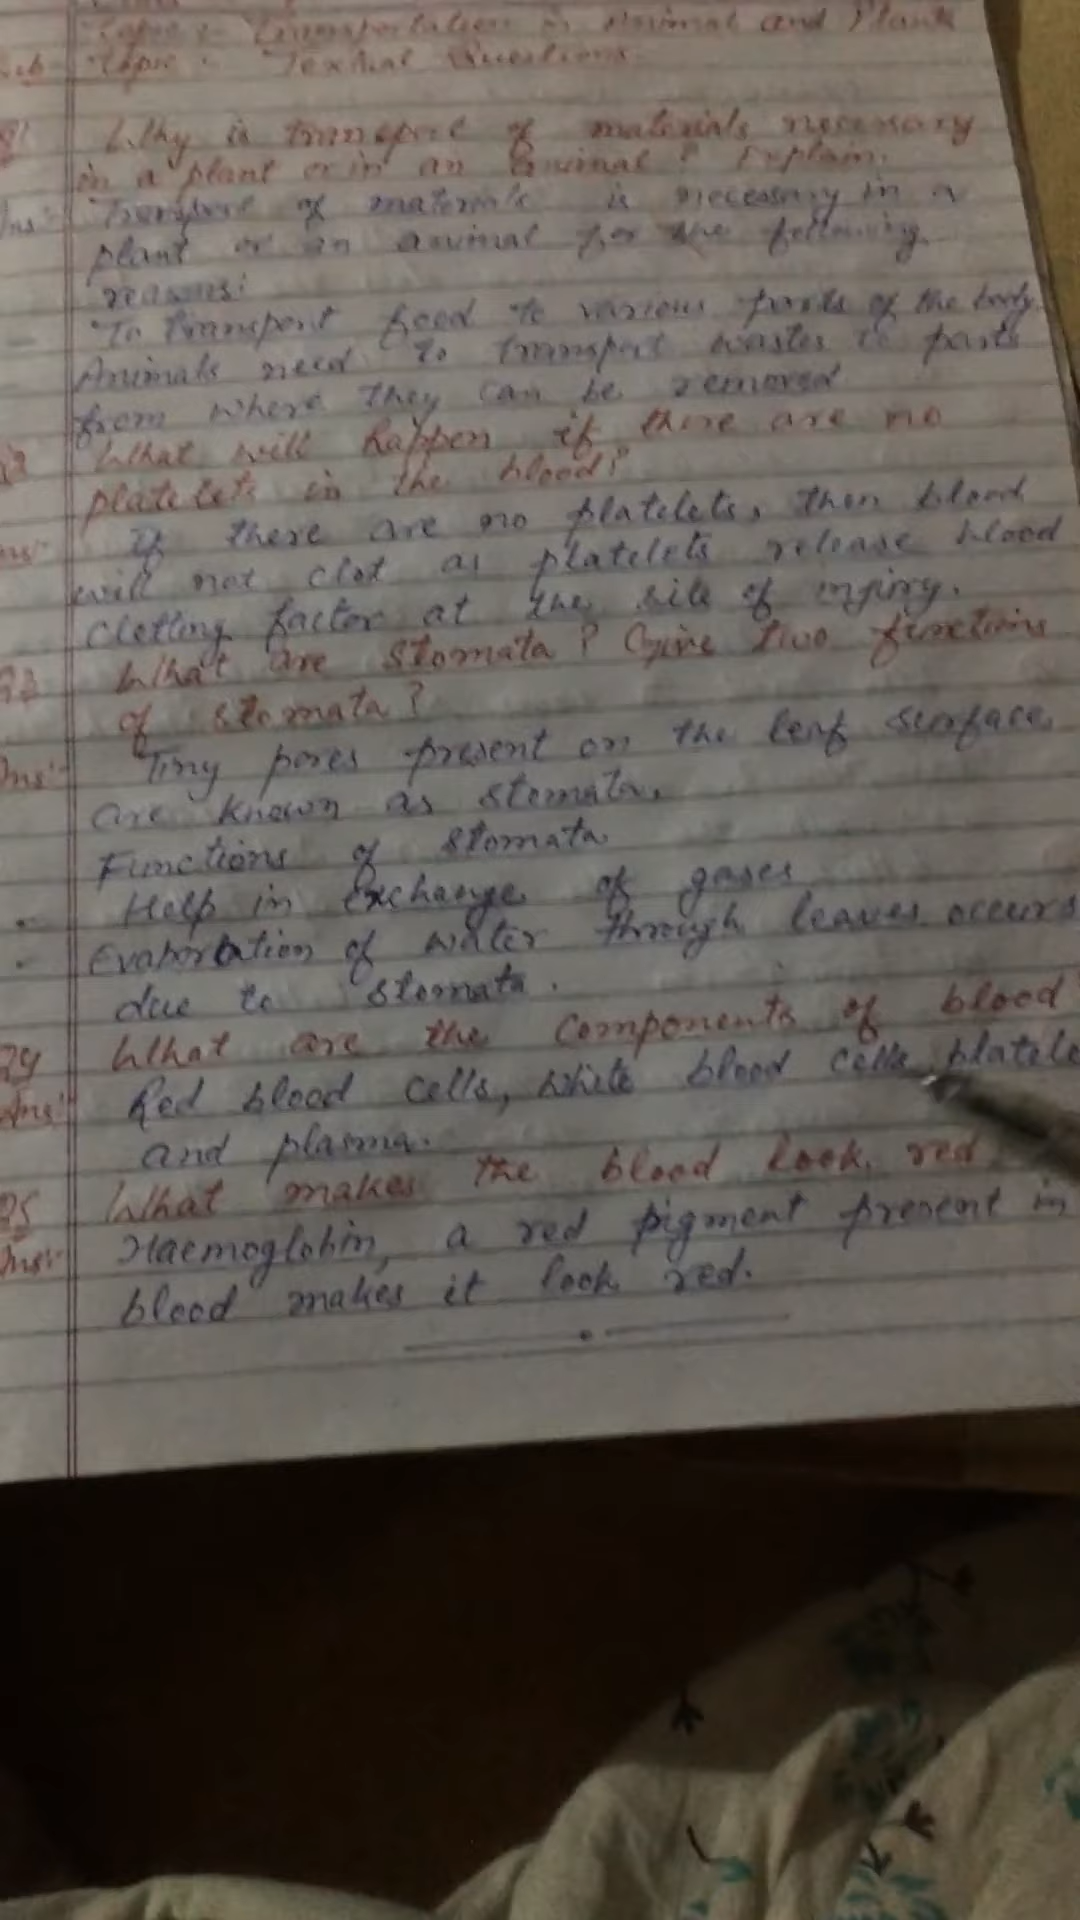 Topic : Transportation in Animal and Plants
Topic : Textual Questions
Why is transport of materials necessary
in a plant or in an animal ? Explain.
Ans:- Transport of materials is necessary in a
plant or an animal for the following
reasons:
To transport food to various parts of the body.
Animals need to transport wastes to parts
from where they can be removed
What will happen if there are no
platelets in the blood?
If there are no platelets, then blood
will not clot as platelets release blood
clotting factor at the site of injury.
Q3 What are stomata ? Give two functions
of stomata?
Ans:- Tiny pores present on the leaf surface
are known as stomata.
Functions of stomata
Help in exchange of gases
Evaportation of water through leaves occurs
due to stomata.
Q4 What are the components of blood
Ans:- Red blood cells, white blood cells, platele
and plasma.
Q5 What makes the blood look red
Ans:- Haemoglobin, a red pigment present in
blood makes it look red.